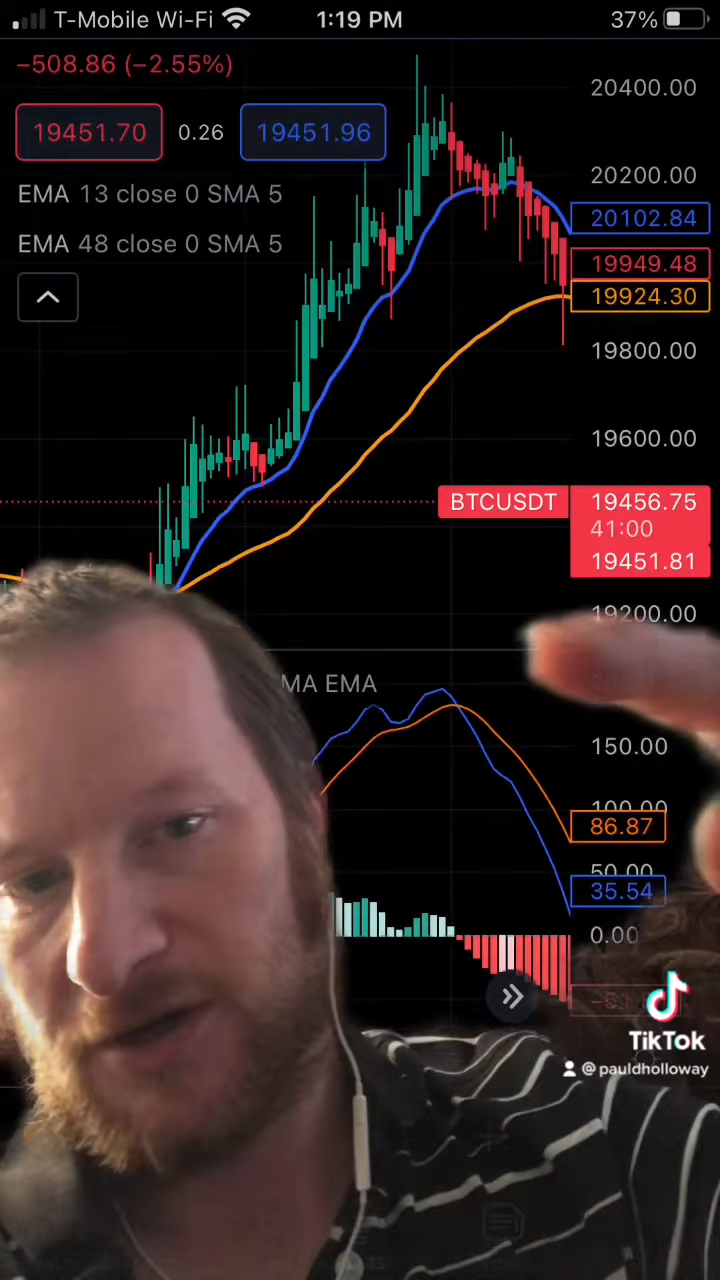 T-Mobile Wi-Fi 1:19 PM 37%
−508.86 (−2.55%)
20400.00
19451.70 0.26 19451.96
EMA 13 close 0 SMA 5
20200.00
20102.84
EMA 48 close 0 SMA 5
19949.48
19924.30
19800.00
19600.00
BTCUSDT 19456.75
41:00
19451.81
19200.00
MA EMA
150.00
100.00
86.87
50.00
35.54
0.00
TikTok
@pauldholloway